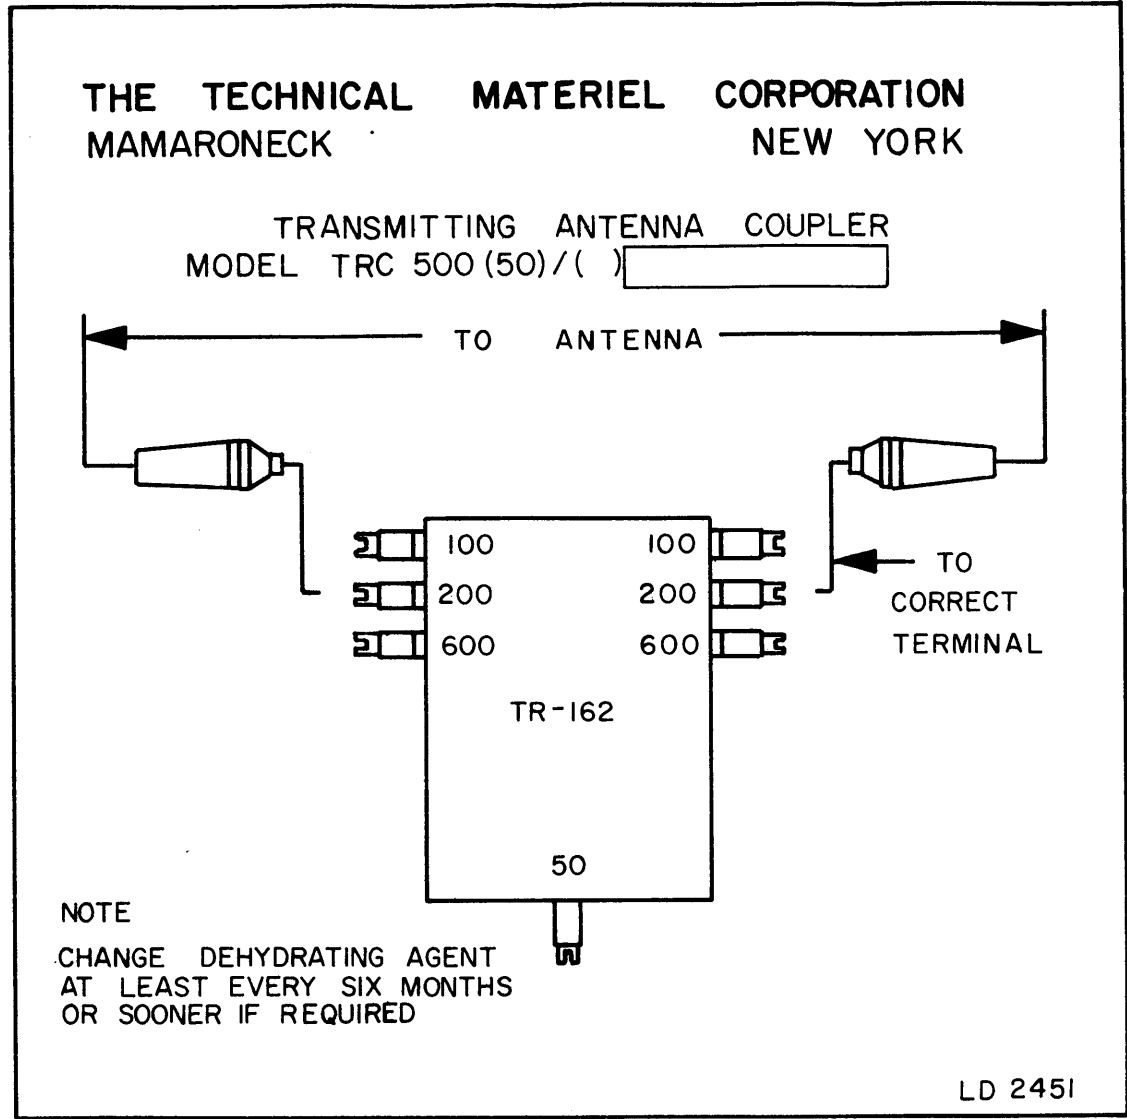 THE TECHNICAL MATERIEL CORPORATION
MAMARONECK NEW YORK
TRANSMITTING ANTENNA COUPLER
MODEL TRC 500 (50)/( )
TO ANTENNA
100 100
200 200
600 600
TO
CORRECT
TERMINAL
TR-162
50
NOTE
CHANGE DEHYDRATING AGENT
AT LEAST EVERY SIX MONTHS
OR SOONER IF REQUIRED
LD 2451